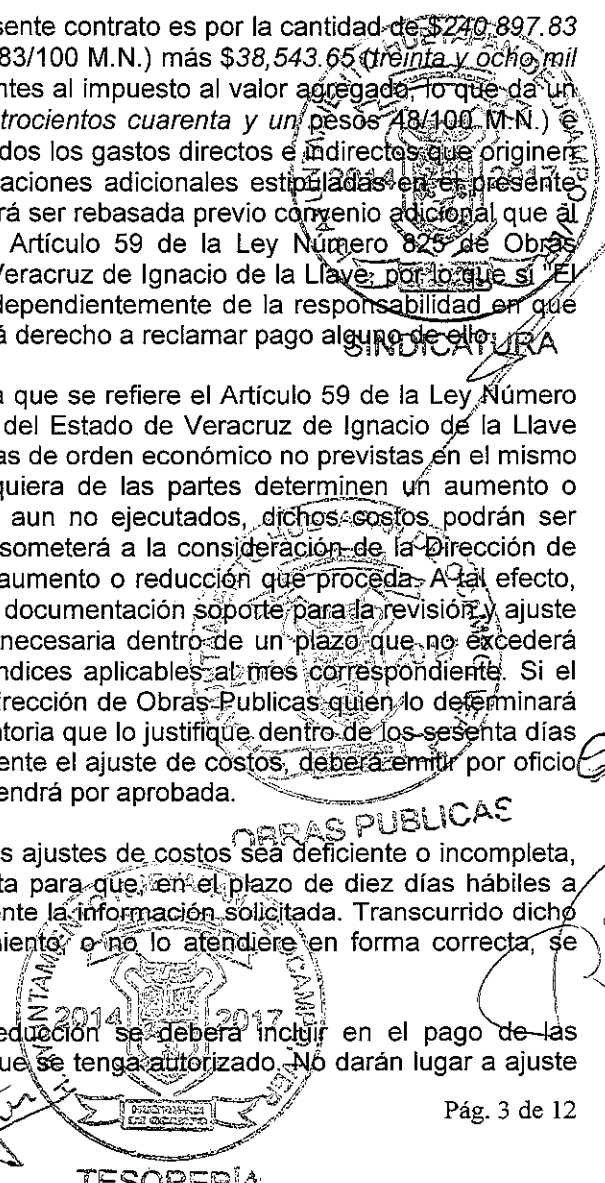 esente contrato es por la cantidad de $240,897.83
83/100 M.N.) más $38,543.65 (treinta y ocho mil
entes al impuesto al valor agregado, lo que da un
trocientos cuarenta y un pesos 48/100 M.N.) e
dos los gastos directos e indirectos que originen
aciones adicionales estipuladas en el presente
rá ser rebasada previo convenio adicional que al
Artículo 59 de la Ley Número 825 de Obras
Veracruz de Ignacio de la Llave; por lo que si "El
dependientemente de la responsabilidad en que
á derecho a reclamar pago alguno de ello.
SINDICATURA
a que se refiere el Artículo 59 de la Ley Número
del Estado de Veracruz de Ignacio de la Llave
as de orden económico no previstas en el mismo
quiera de las partes determinen un aumento o
aun no ejecutados, dichos costos podrán ser
someterá a la consideración de la Dirección de
aumento o reducción que proceda. A tal efecto,
documentación soporte para la revisión y ajuste
necesaria dentro de un plazo que no excederá
ndices aplicables al mes correspondiente. Si el
irección de Obras Publicas quien lo determinará
atoria que lo justifique dentro de los sesenta días
ente el ajuste de costos, deberá emitir por oficio
endrá por aprobada.
OBRAS PUBLICAS
s ajustes de costos sea deficiente o incompleta,
ta para que, en el plazo de diez días hábiles a
ente la información solicitada. Transcurrido dicho
niento, o no lo atendiere en forma correcta, se
2014 2017
educción se deberá incluir en el pago de las
ue se tenga autorizado. No darán lugar a ajuste
Pág. 3 de 12
TESORERÍA